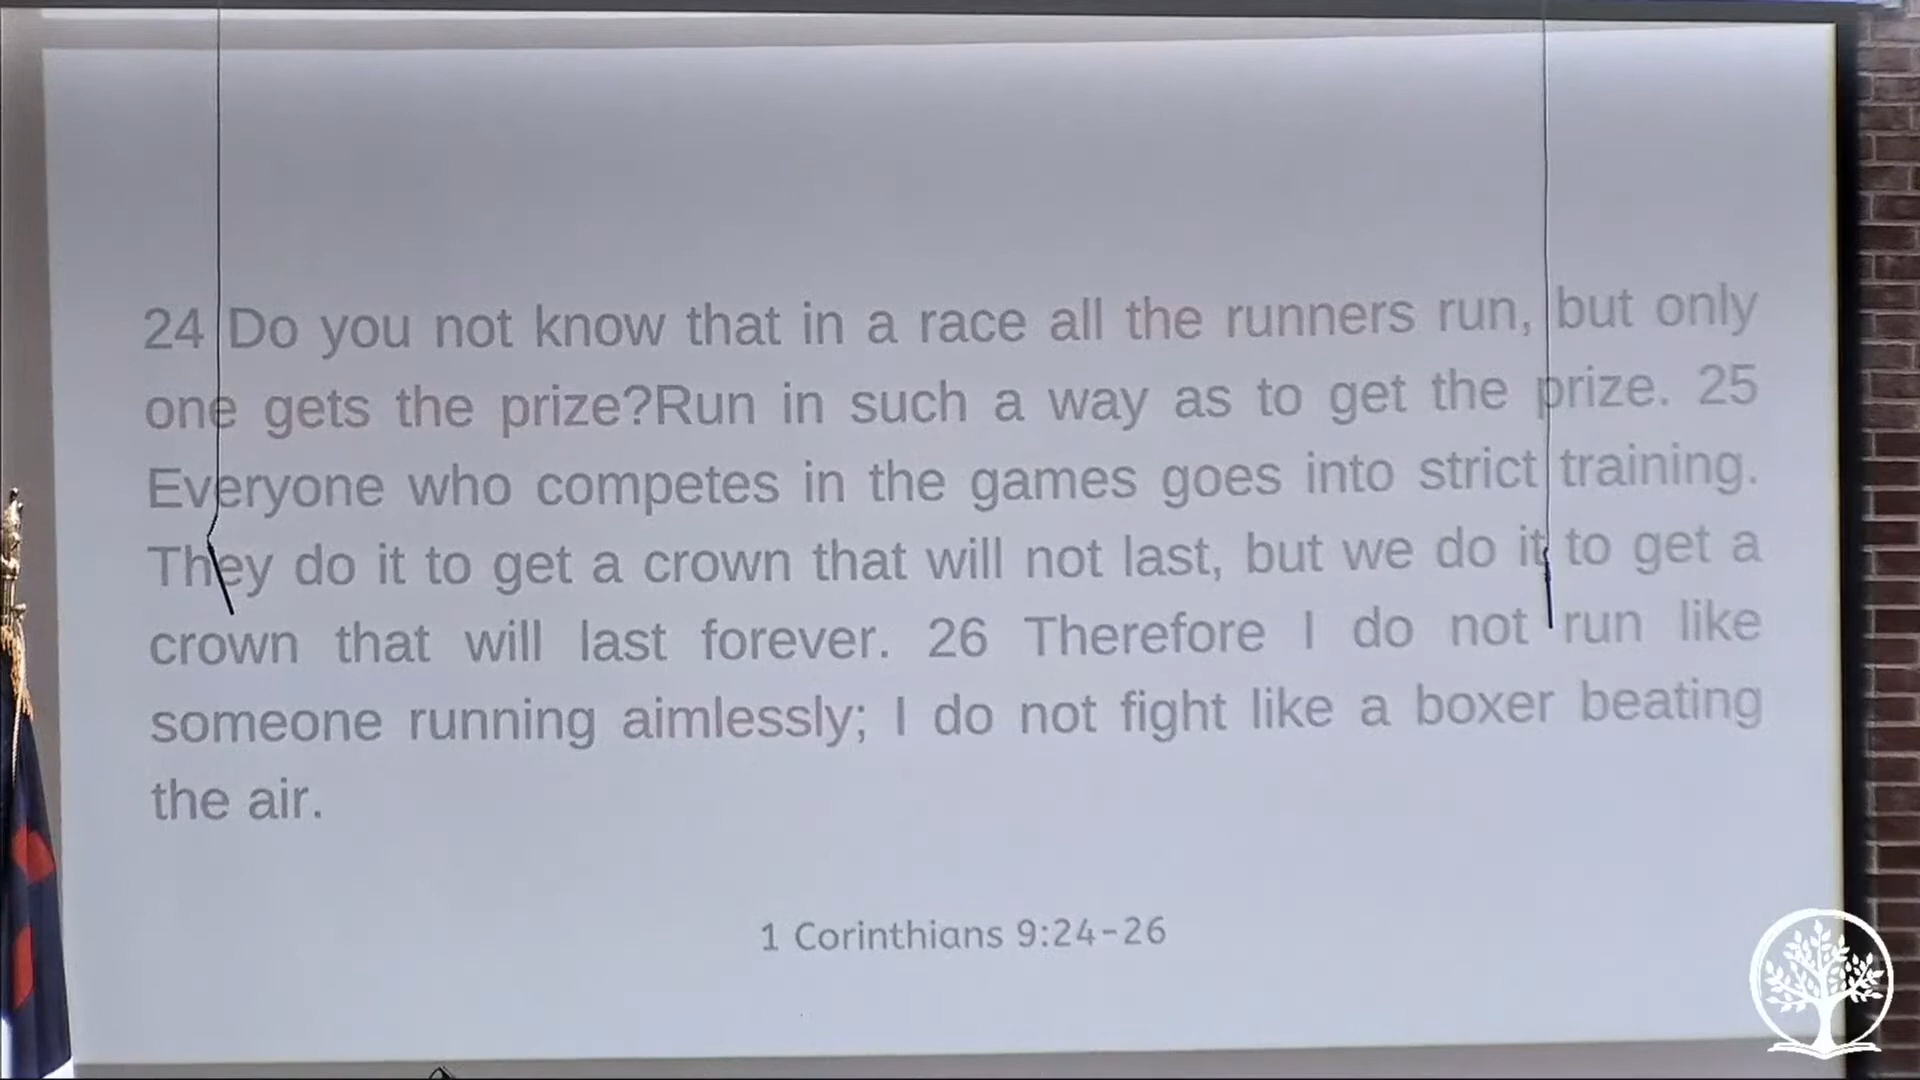 24 Do you not know that in a race all the runners run, but only
one gets the prize?Run in such a way as to get the prize. 25
Everyone who competes in the games goes into strict training.
They do it to get a crown that will not last, but we do it to get a
crown that will last forever. 26 Therefore I do not run like
someone running aimlessly; I do not fight like a boxer beating
the air.
1 Corinthians 9:24-26